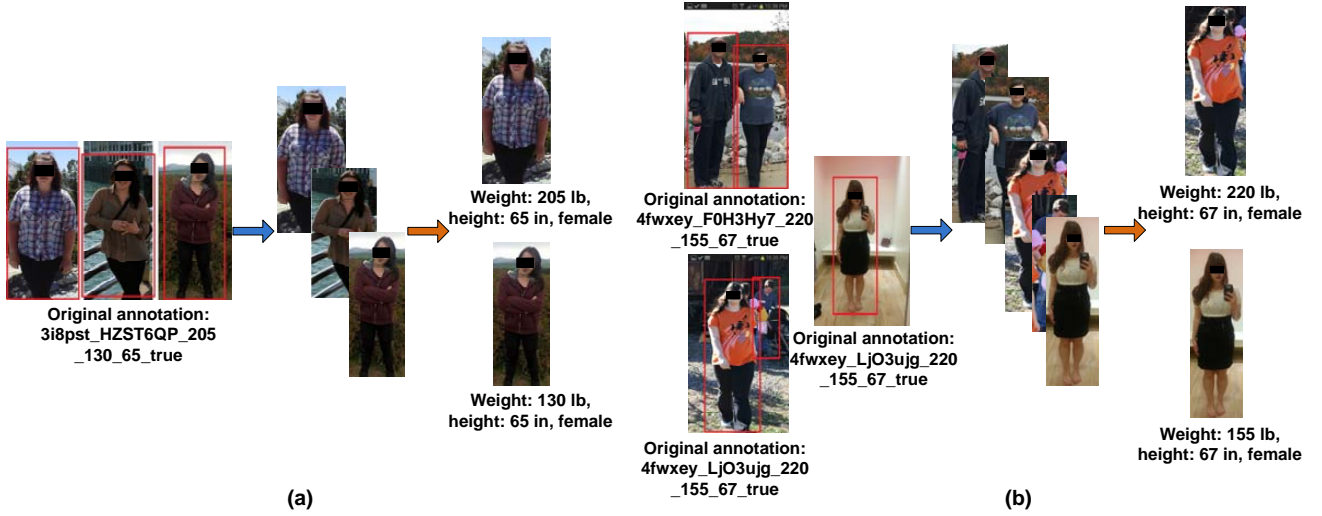 Original annotation:
3i8pst_HZST6QP_205
_130_65_true
Weight: 205 lb,
height: 65 in, female
Weight: 130 lb,
height: 65 in, female
(a)
Original annotation:
4fwxey_F0H3Hy7_220
_155_67_true
Original annotation:
4fwxey_LjO3ujg_220
_155_67_true
Original annotation:
4fwxey_LjO3ujg_220
_155_67_true
Weight: 220 lb,
height: 67 in, female
Weight: 155 lb,
height: 67 in, female
(b)